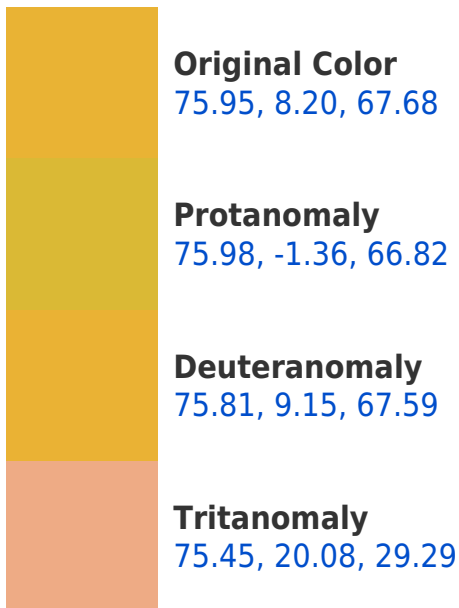 Original Color
75.95, 8.20, 67.68
Protanomaly
75.98, -1.36, 66.82
Deuteranomaly
75.81, 9.15, 67.59
Tritanomaly
75.45, 20.08, 29.29